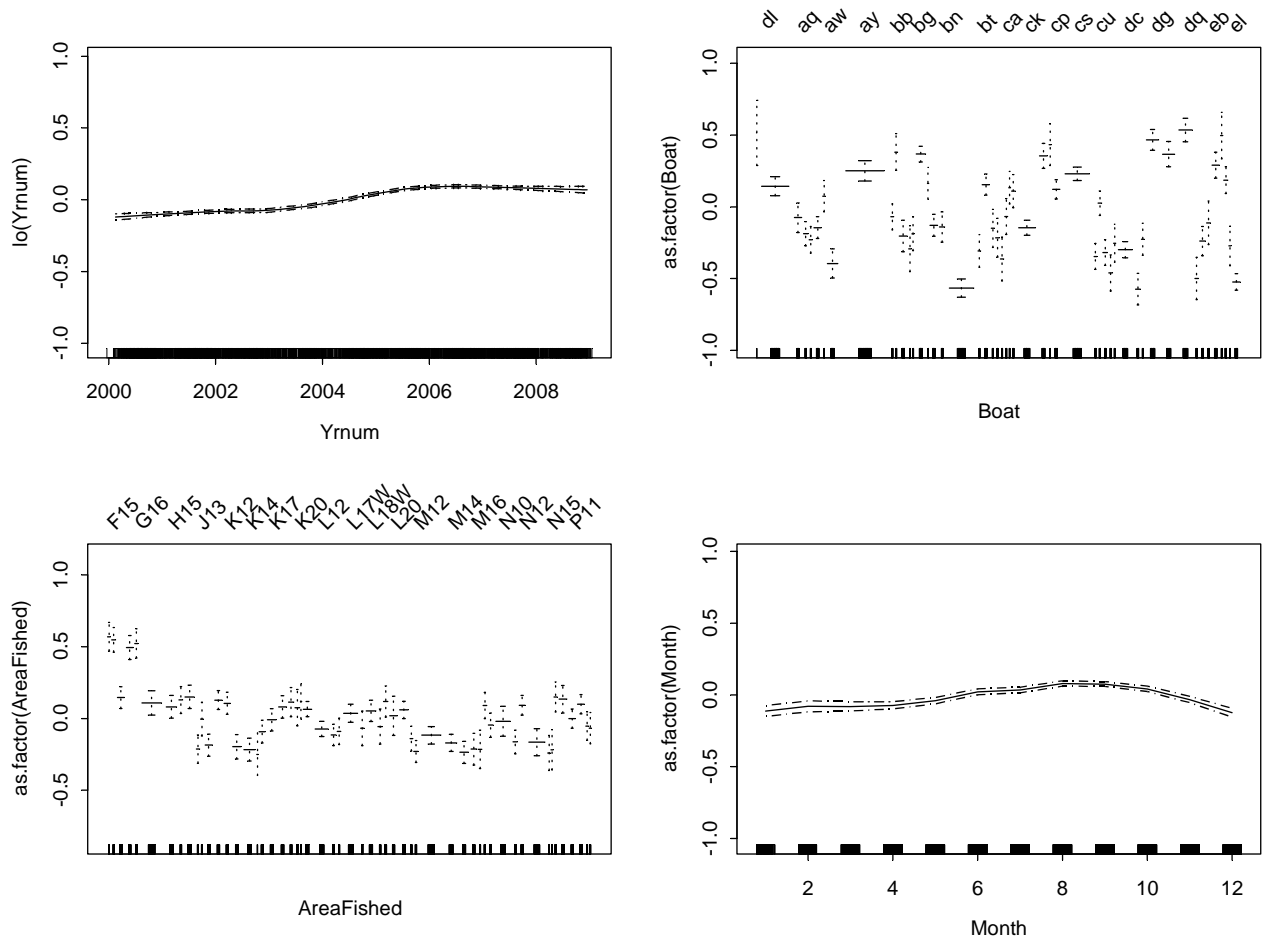 lo(Yrnum)
1.0
0.5
0.0
-0.5
-1.0
2000 2002 2004 2006 2008
Yrnum
dl aq aw ay bb bg bn bt ca ck cp cs cu dc dg dq eb el
as.factor(Boat)
1.0
0.5
0.0
-0.5
-1.0
Boat
F15 G16 H15 J13 K12 K14 K17 K20 L12 L17W L18W L20 M12 M14 M16 N10 N12 N15 P11
as.factor(AreaFished)
1.0
0.5
0.0
-0.5
AreaFished
as.factor(Month)
1.0
0.5
0.0
-0.5
-1.0
2 4 6 8 10 12
Month